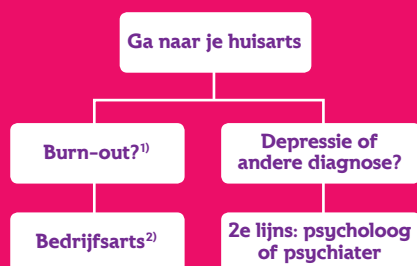 Ga naar je huisarts
Burn-out?1)
Depressie of
andere diagnose?
Bedrijfsarts2)
2e lijns: psycholoog
of psychiater